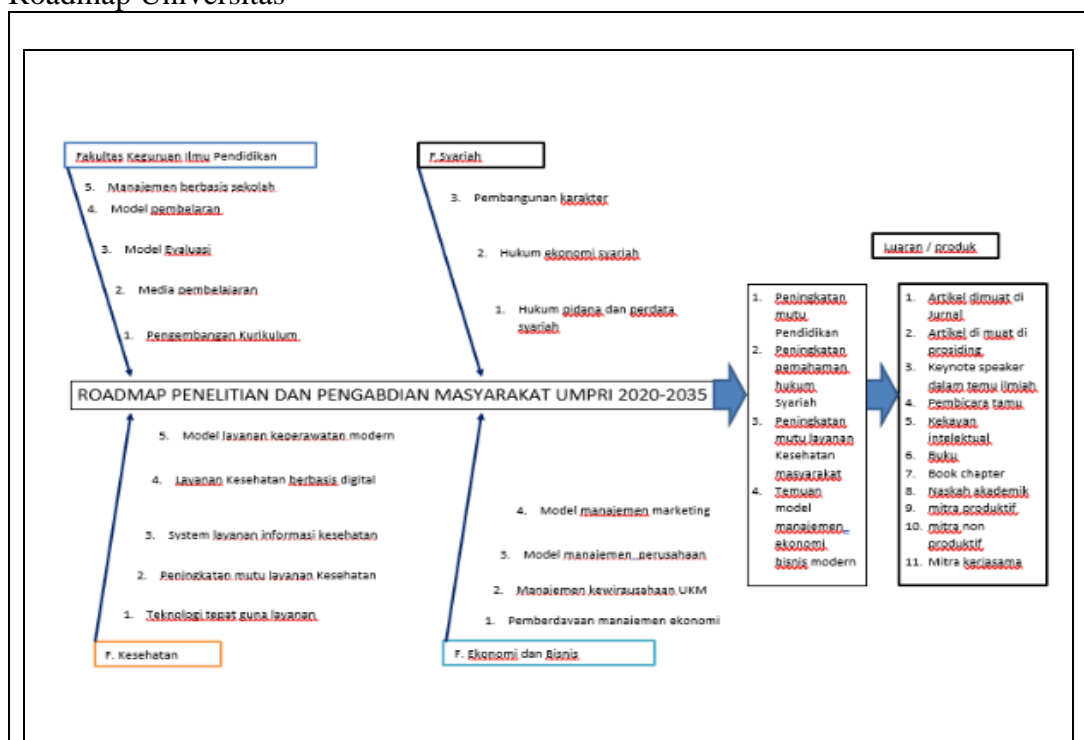 Roadmap Universitas
Fakultas Keguruan Ilmu Pendidikan
5. Manajemen berbasis sekolah
4. Model pembelaran
3. Model Evaluasi
2. Media pembelajaran
1. Pengembangan Kurikulum
F.Syariah
3. Pembangunan karakter
2. Hukum ekonomi syariah
1. Hukum pidana dan perdata
syariah
ROADMAP PENELITIAN DAN PENGABDIAN MASYARAKAT UMPRI 2020-2035
5. Model layanan keperawatan modern
4. Layanan Kesehatan berbasis digital
3. System layanan informasi kesehatan
2. Peningkatan mutu layanan Kesehatan
1. Teknologi tepat guna layanan
F. Kesehatan
4. Model manajemen marketing
3. Model manajemen perusahaan
2. Manajemen kewirausahaan UKM
1. Pemberdayaan manajemen ekonomi
F. Ekonomi dan Bisnis
1. Peningkatan
mutu
Pendidikan
2. Peningkatan
pemahaman
hukum
Syariah
3. Peningkatan
mutu layanan
Kesehatan
masyarakat
4. Temuan
model
manajemen
ekonomi
bisnis modern
Luaran / produk
1. Artikel dimuat di
Jurnal
2. Artikel di muat di
prosiding
3. Keynote speaker
dalam temu ilmiah
4. Pembicara tamu
5. Kekayan
intelektual
6. Buku
7. Book chapter
8. Naskah akademik
9. mitra produktif
10. mitra non
produktif
11. Mitra kerjasama